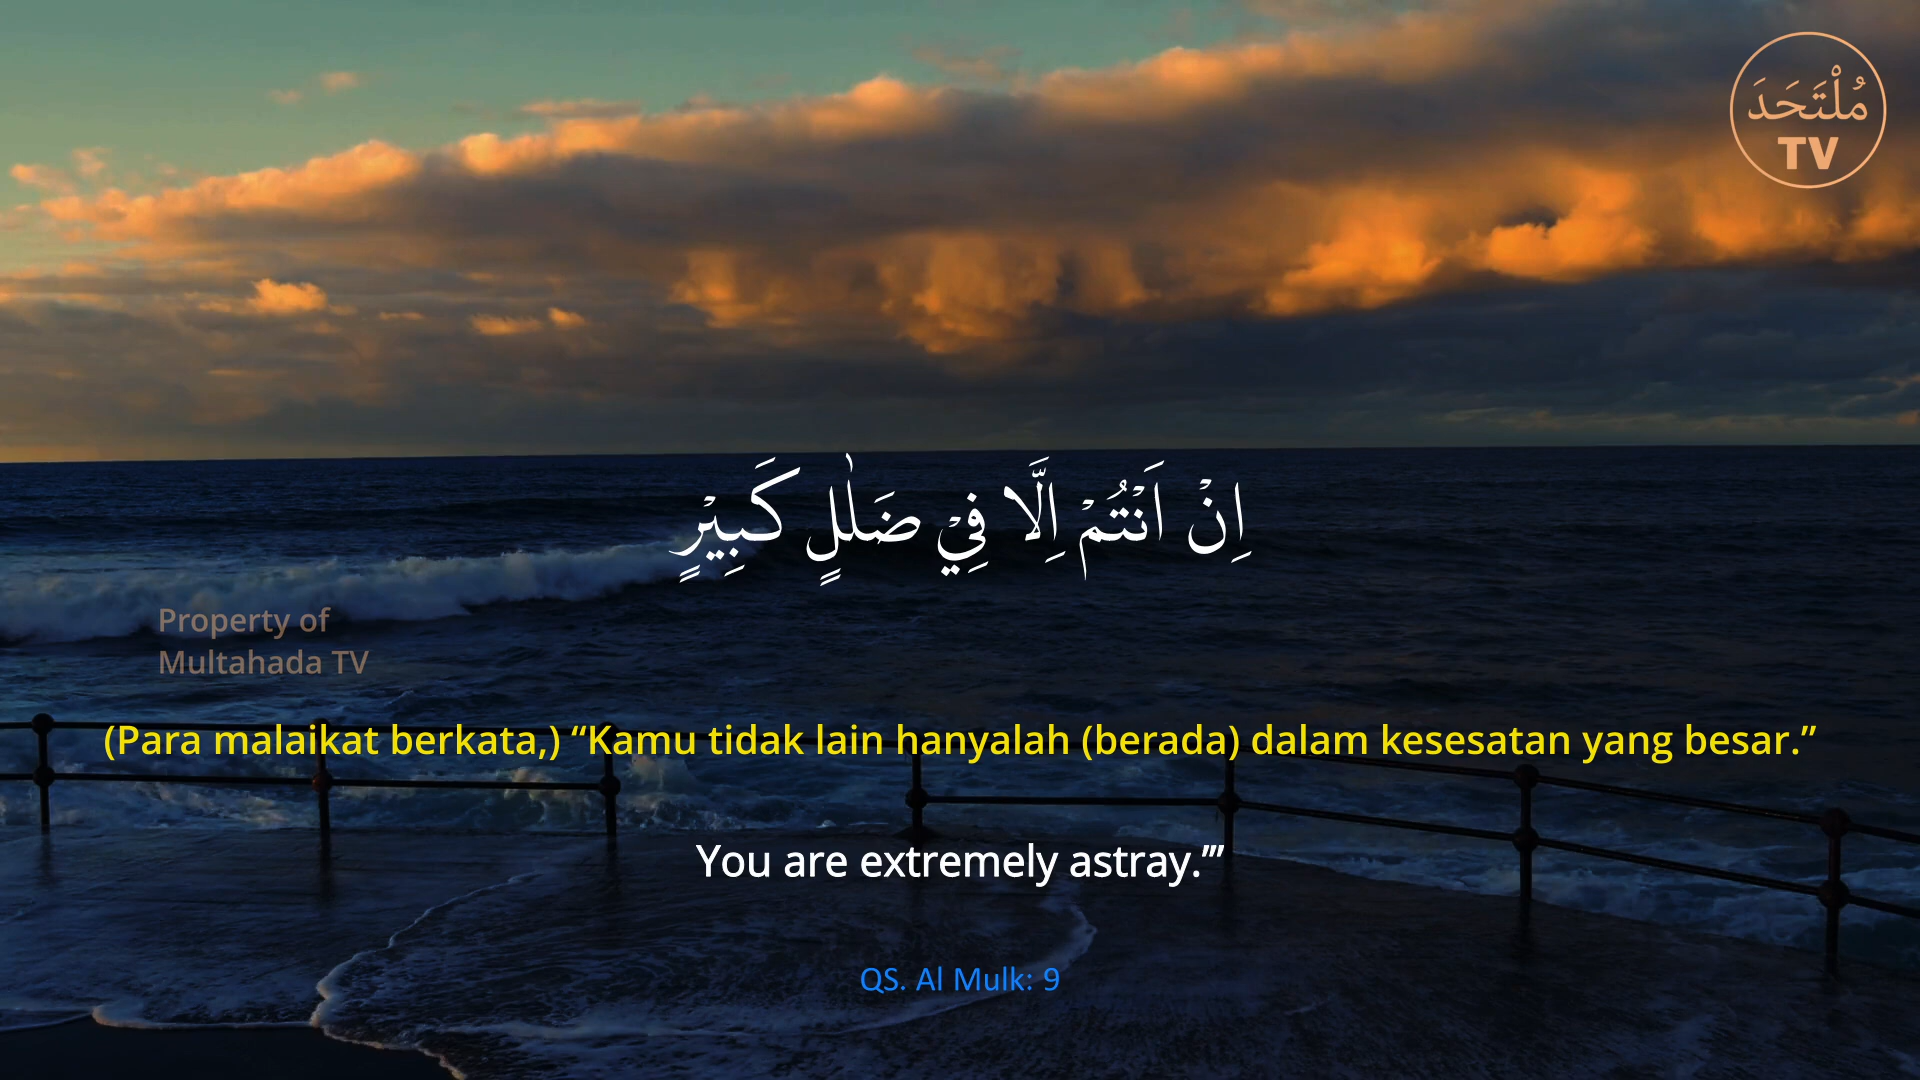 مُلْتَحَدَ
TV
اِنْ اَنْتُمْ اِلَّا فِيْ ضَلٰلٍ كَبِيْرٍ
Property of
Multahada TV
(Para malaikat berkata,) “Kamu tidak lain hanyalah (berada) dalam kesesatan yang besar.”
You are extremely astray.’”
QS. Al Mulk: 9